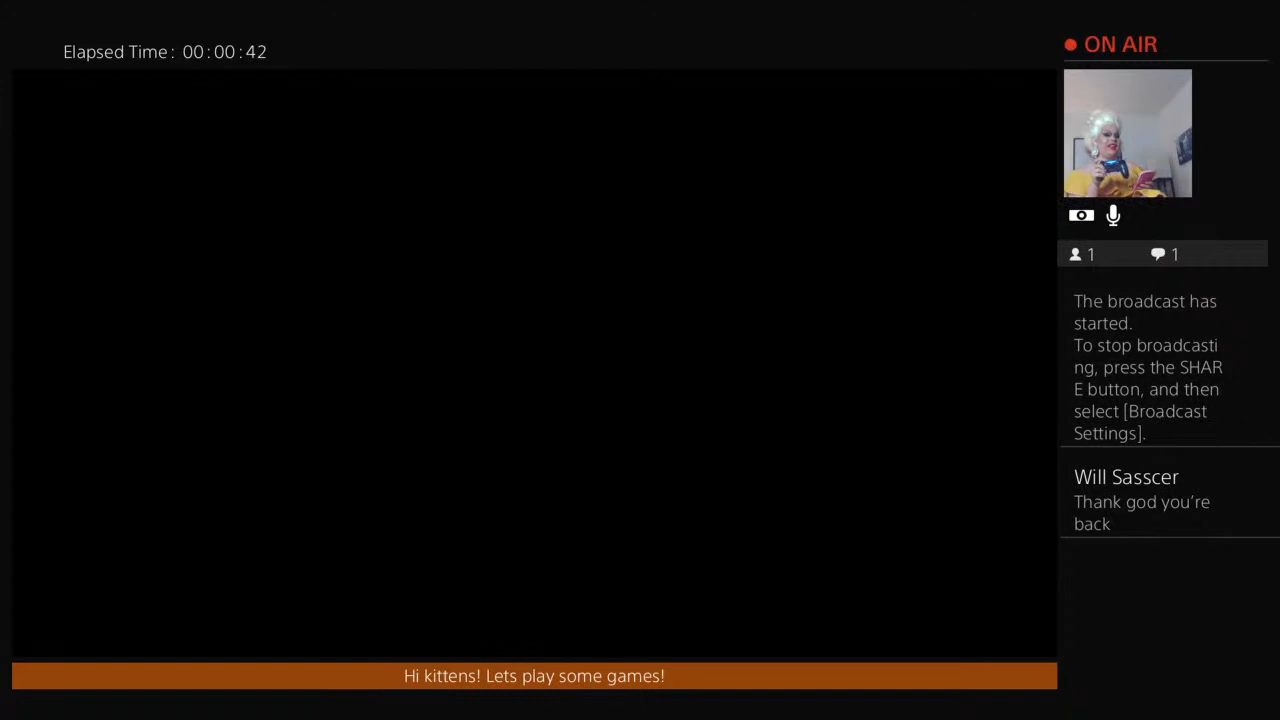 Elapsed Time: 00:00:42
ON AIR
1 1
The broadcast has
started.
To stop broadcasti
ng, press the SHAR
E button, and then
select [Broadcast
Settings].
Will Sasscer
Thank god you're
back
Hi kittens! Lets play some games!